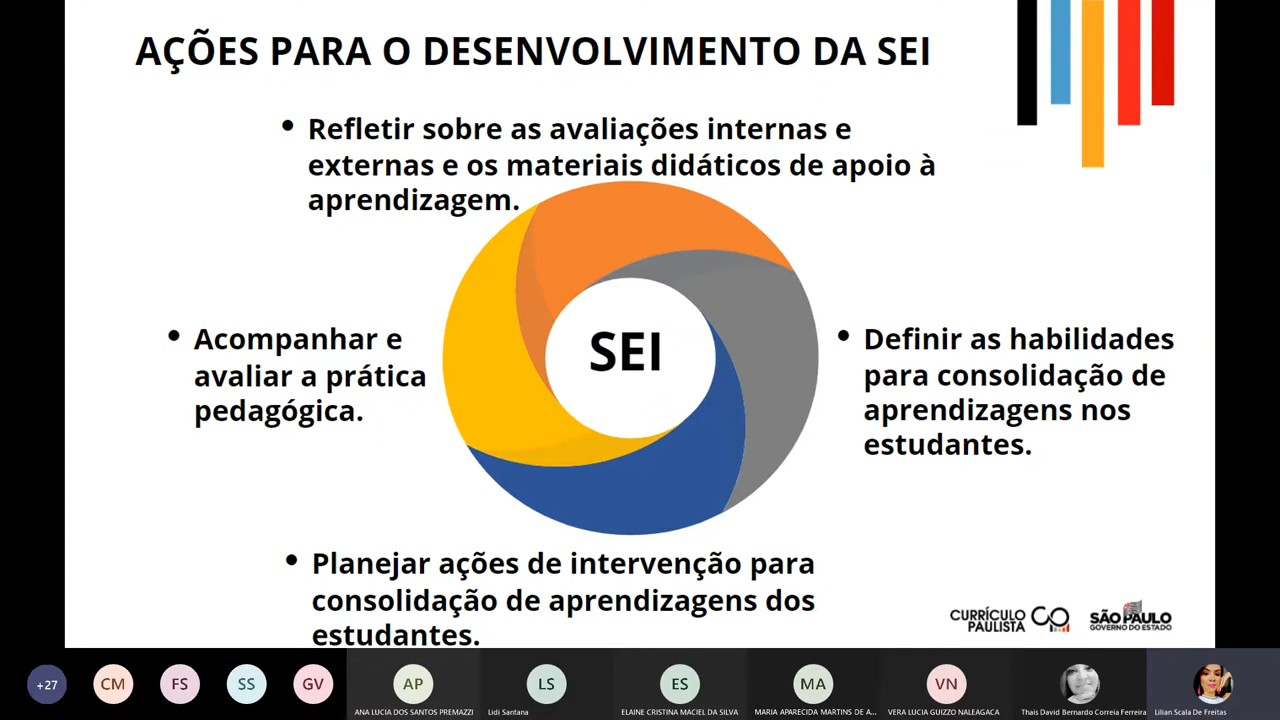 AÇÕES PARA O DESENVOLVIMENTO DA SEI
• Refletir sobre as avaliações internas e
externas e os materiais didáticos de apoio à
aprendizagem.
• Acompanhar e
avaliar a prática
pedagógica.
SEI
• Definir as habilidades
para consolidação de
aprendizagens nos
estudantes.
• Planejar ações de intervenção para
consolidação de aprendizagens dos
estudantes.
CURRÍCULO
PAULISTA
SÃO PAULO
GOVERNO DO ESTADO
+27
CM
FS
SS
GV
AP
LS
ES
MA
VN
ANA LUCIA DOS SANTOS PREMAZZI
Lidi Santana
ELAINE CRISTINA MACIEL DA SILVA
MARIA APARECIDA MARTINS DE A...
VERA LUCIA GUIZZO NALEAGACA
Thais David Bernardo Correia Ferreira
Lilian Scala De Freitas